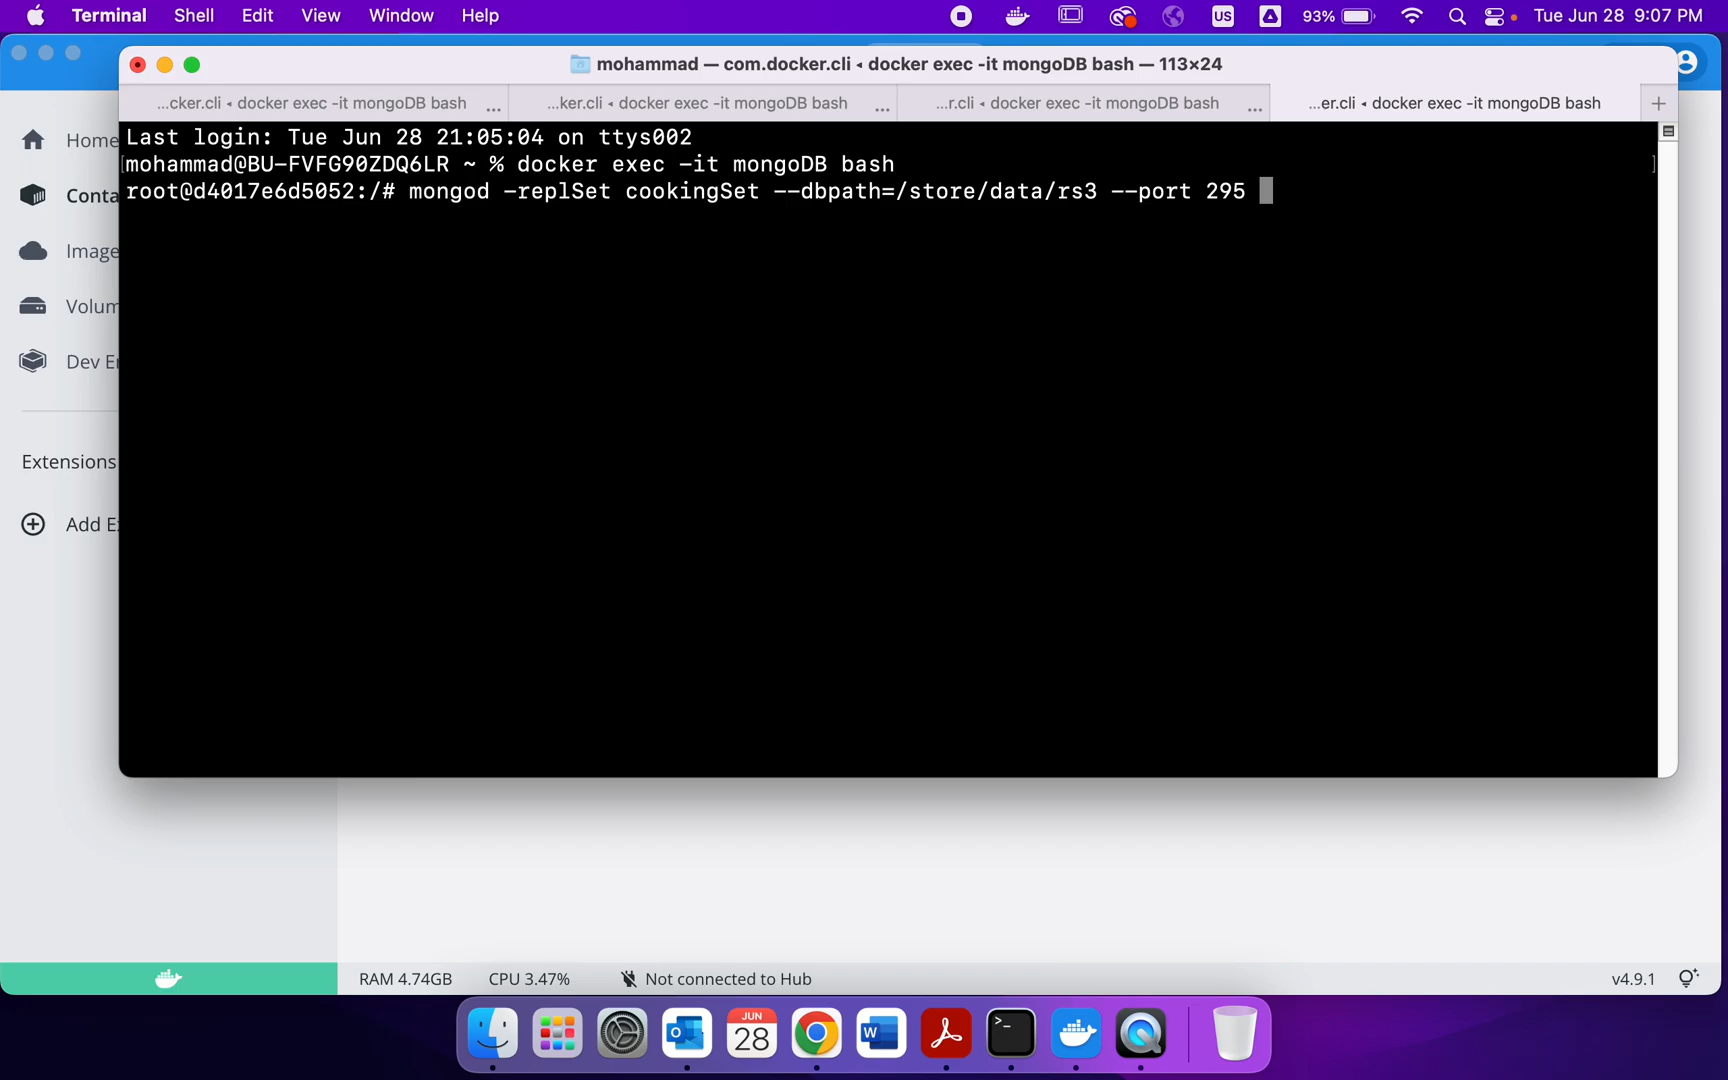 Terminal Shell Edit View Window Help US 93% Tue Jun 28 9:07 PM
mohammad — com.docker.cli ◂ docker exec -it mongoDB bash — 113×24
...cker.cli ◂ docker exec -it mongoDB bash ... ...ker.cli ◂ docker exec -it mongoDB bash ... ...r.cli ◂ docker exec -it mongoDB bash ... ...er.cli ◂ docker exec -it mongoDB bash +
Last login: Tue Jun 28 21:05:04 on ttys002
[mohammad@BU-FVFG90ZDQ6LR ~ % docker exec -it mongoDB bash ]
root@d4017e6d5052:/# mongod -replSet cookingSet --dbpath=/store/data/rs3 --port 295
Home
Conta
Image
Volum
Dev E
Extensions
Add E
RAM 4.74GB CPU 3.47% Not connected to Hub v4.9.1
JUN
28